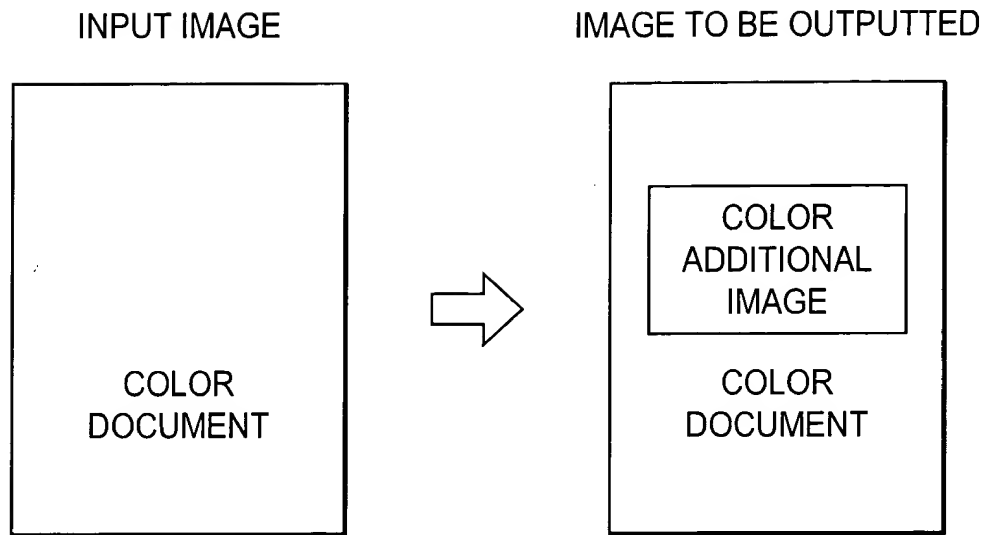 INPUT IMAGE
COLOR
DOCUMENT
IMAGE TO BE OUTPUTTED
COLOR
ADDITIONAL
IMAGE
COLOR
DOCUMENT